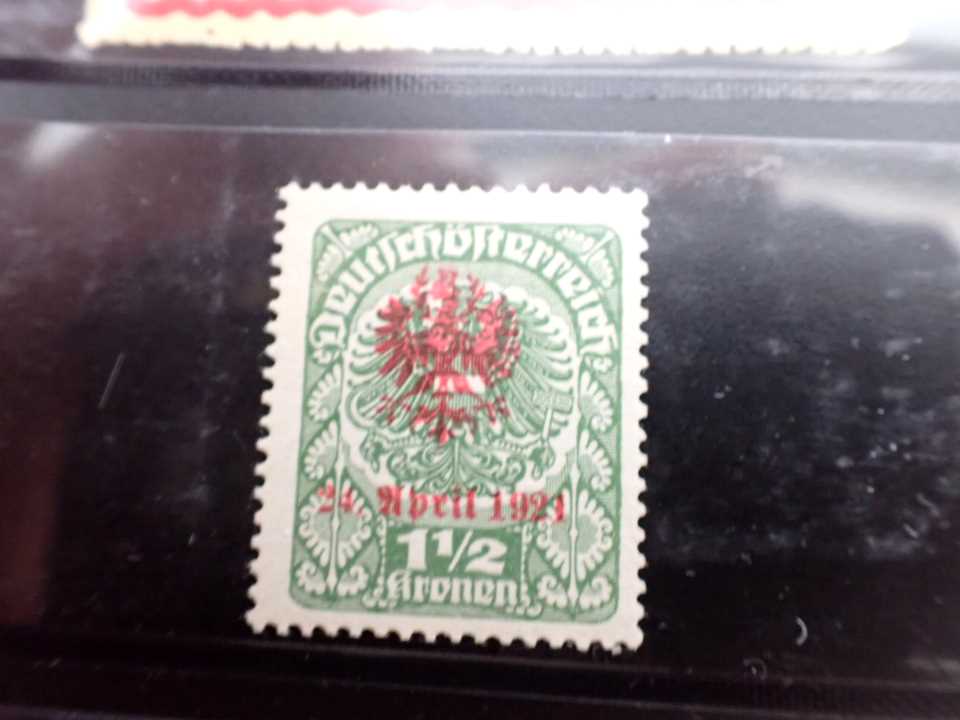 Deutschösterreich
24. April 1921
1 1/2
Kronen